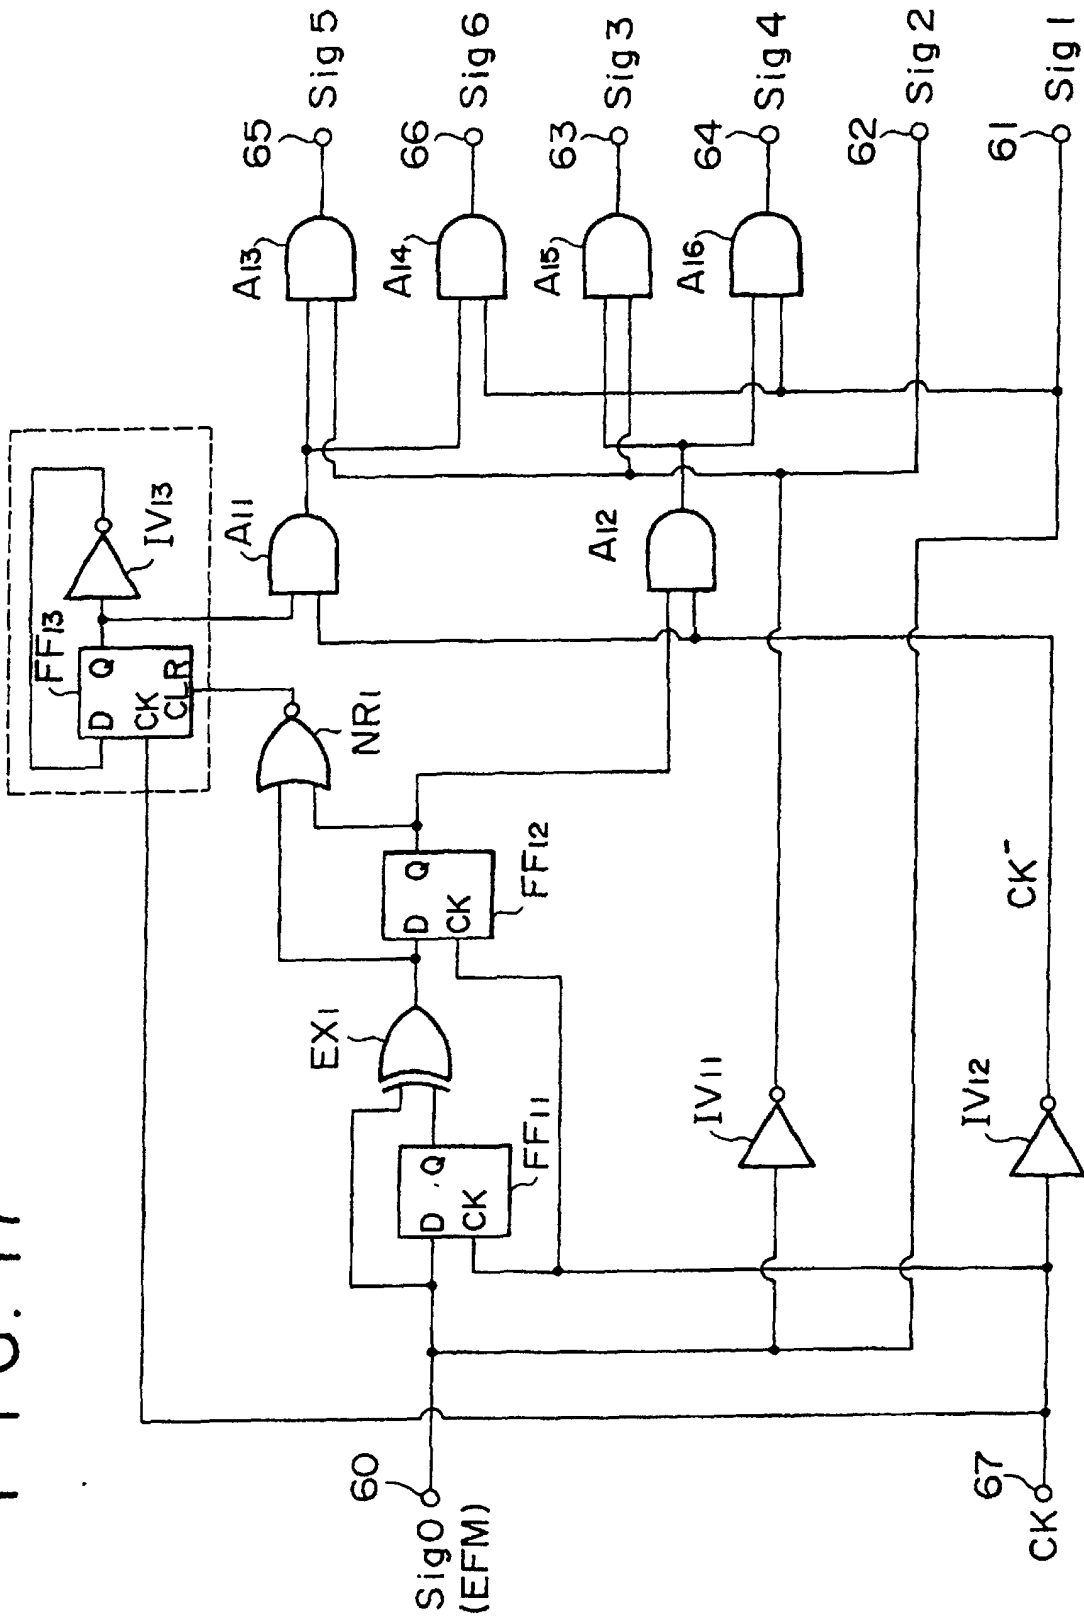 FIG. 17
Sig0
(EFM)
60
CK
67
D
Q
CK
FF11
EX1
D
Q
CK
FF12
NR1
FF13
D
Q
CK
CLR
IV13
IV11
IV12
CK-
A11
A12
A13
A14
A15
A16
65
Sig 5
66
Sig 6
63
Sig 3
64
Sig 4
62
Sig 2
61
Sig 1